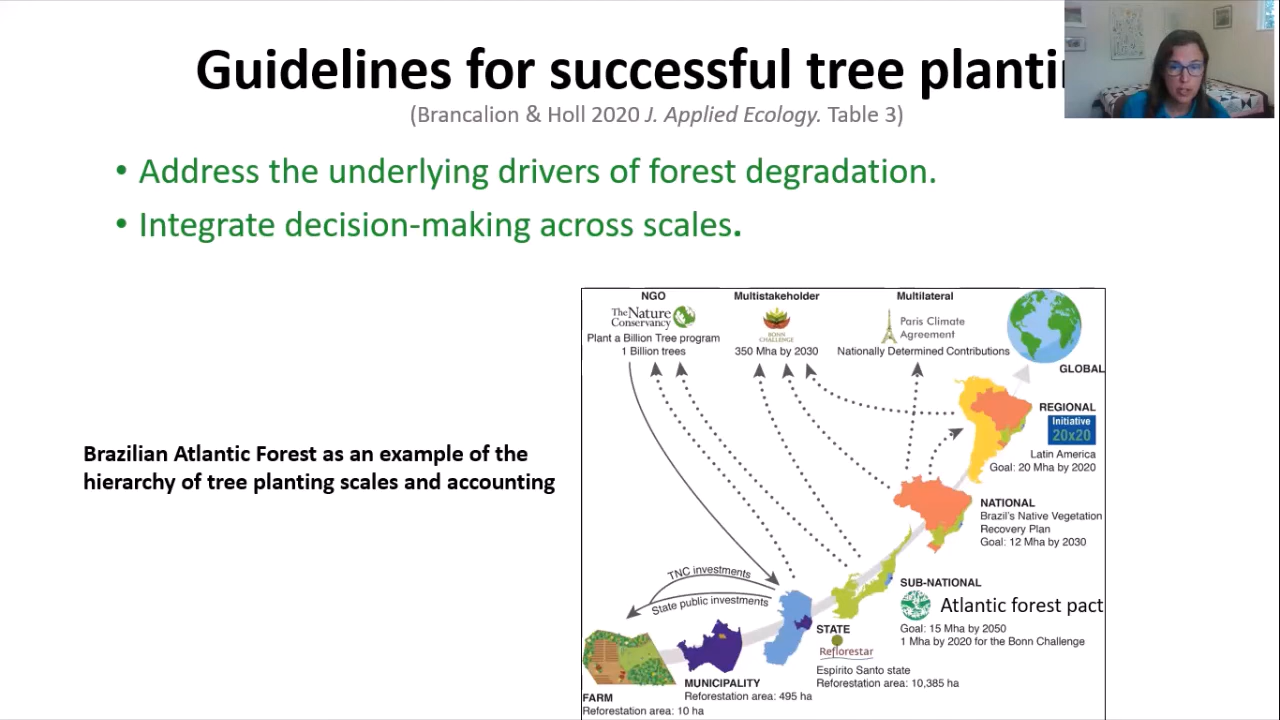 Guidelines for successful tree planti
(Brancalion & Holl 2020 J. Applied Ecology. Table 3)
• Address the underlying drivers of forest degradation.
• Integrate decision-making across scales.
Brazilian Atlantic Forest as an example of the
hierarchy of tree planting scales and accounting
NGO
The Nature
Conservancy
Plant a Billion Tree program
1 Billion trees
Multistakeholder
BONN
CHALLENGE
350 Mha by 2030
Multilateral
Paris Climate
Agreement
Nationally Determined Contributions
GLOBAL
REGIONAL
Initiative
20x20
Latin America
Goal: 20 Mha by 2020
NATIONAL
Brazil's Native Vegetation
Recovery Plan
Goal: 12 Mha by 2030
SUB-NATIONAL
Atlantic forest pact
Goal: 15 Mha by 2050
1 Mha by 2020 for the Bonn Challenge
TNC investments
State public investments
STATE
Reflorestar
Espirito Santo state
Reforestation area: 10,385 ha
MUNICIPALITY
Reforestation area: 495 ha
FARM
Reforestation area: 10 ha